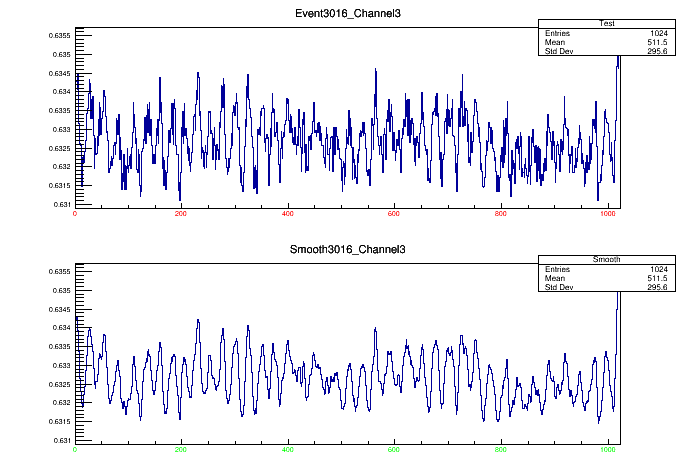 Event3016_Channel3
Test
Entries 1024
Mean 511.5
Std Dev 295.6
0.6355
0.635
0.6345
0.634
0.6335
0.633
0.6325
0.632
0.6315
0.631
0 200 400 600 800 1000
Smooth3016_Channel3
Smooth
Entries 1024
Mean 511.5
Std Dev 295.6
0.6355
0.635
0.6345
0.634
0.6335
0.633
0.6325
0.632
0.6315
0.631
0 200 400 600 800 1000